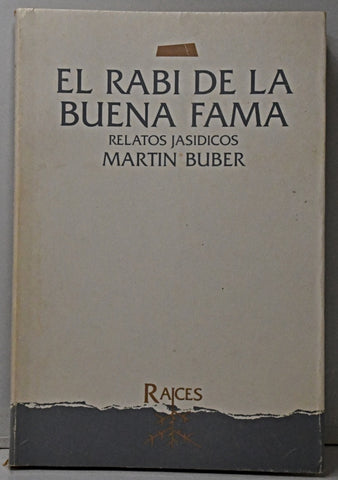 EL RABI DE LA
BUENA FAMA
RELATOS JASIDICOS
MARTIN BUBER
RAICES